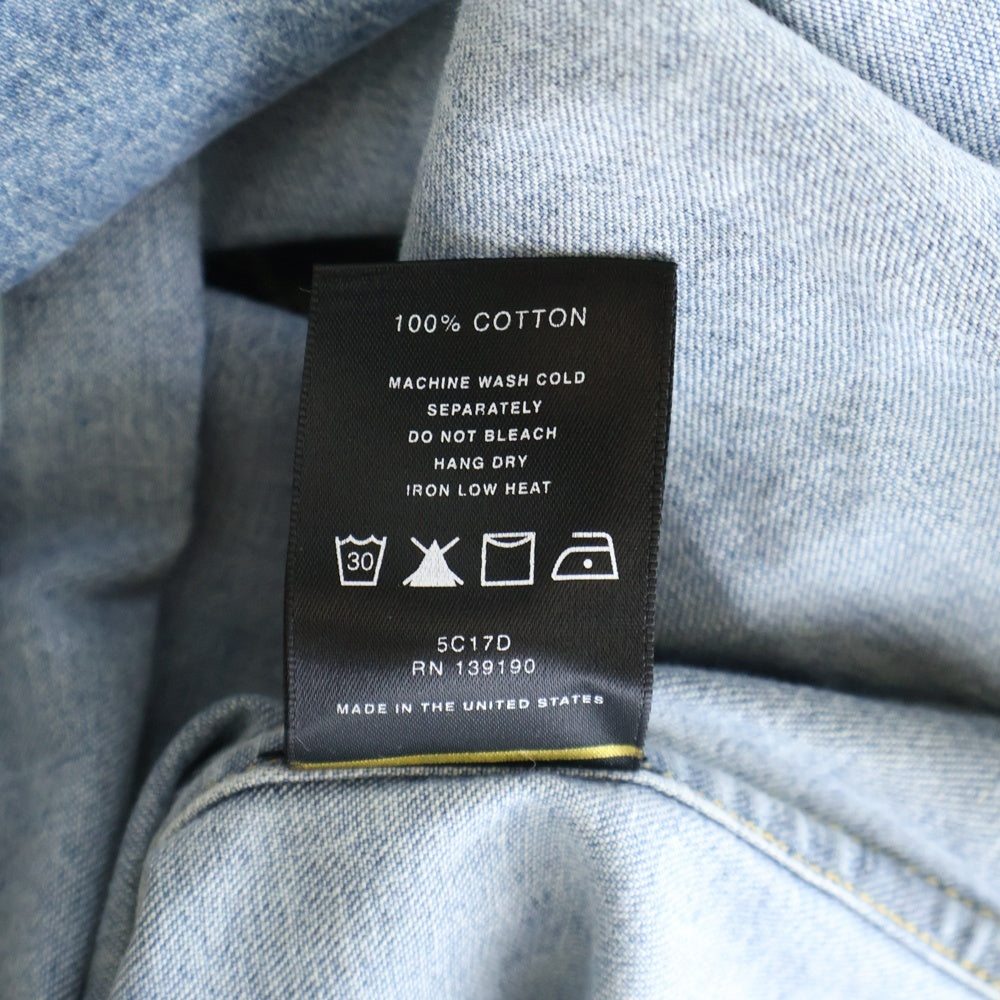 100% COTTON
MACHINE WASH COLD
SEPARATELY
DO NOT BLEACH
HANG DRY
IRON LOW HEAT
30
5C17D
RN 139190
MADE IN THE UNITED STATES